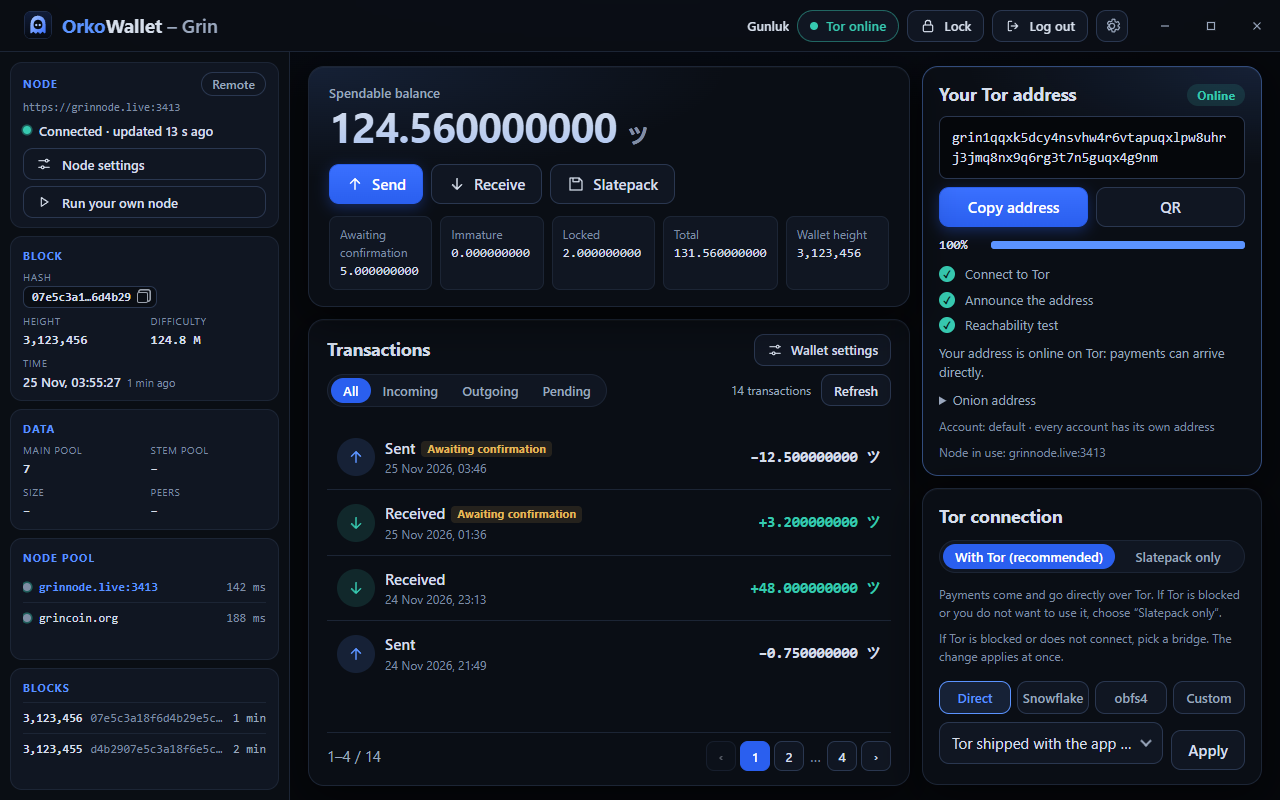 OrkoWallet – Grin
Gunluk
Tor online
Lock
Log out
NODE
Remote
https://grinnode.live:3413
Connected · updated 13 s ago
Node settings
Run your own node
BLOCK
HASH
07e5c3a1…6d4b29
HEIGHT DIFFICULTY
3,123,456 124.8 M
TIME
25 Nov, 03:55:27 1 min ago
DATA
MAIN POOL STEM POOL
7 –
SIZE PEERS
– –
NODE POOL
grinnode.live:3413 142 ms
grincoin.org 188 ms
BLOCKS
3,123,456 07e5c3a18f6d4b29e5c… 1 min
3,123,455 d4b2907e5c3a18f6e5c… 2 min
Spendable balance
124.560000000 ツ
Send
Receive
Slatepack
Awaiting
confirmation
5.000000000
Immature
0.000000000
Locked
2.000000000
Total
131.560000000
Wallet height
3,123,456
Transactions
Wallet settings
All Incoming Outgoing Pending
14 transactions
Refresh
Sent Awaiting confirmation
25 Nov 2026, 03:46
−12.500000000 ツ
Received Awaiting confirmation
25 Nov 2026, 01:36
+3.200000000 ツ
Received
24 Nov 2026, 23:13
+48.000000000 ツ
Sent
24 Nov 2026, 21:49
−0.750000000 ツ
1–4 / 14
‹ 1 2 … 4 ›
Your Tor address
Online
grin1qqxk5dcy4nsvhw4r6vtapuqxlpw8uhr
j3jmq8nx9q6rg3t7n5guqx4g9nm
Copy address
QR
100%
Connect to Tor
Announce the address
Reachability test
Your address is online on Tor: payments can arrive
directly.
Onion address
Account: default · every account has its own address
Node in use: grinnode.live:3413
Tor connection
With Tor (recommended)
Slatepack only
Payments come and go directly over Tor. If Tor is blocked
or you do not want to use it, choose “Slatepack only”.
If Tor is blocked or does not connect, pick a bridge. The
change applies at once.
Direct
Snowflake
obfs4
Custom
Tor shipped with the app ...
Apply